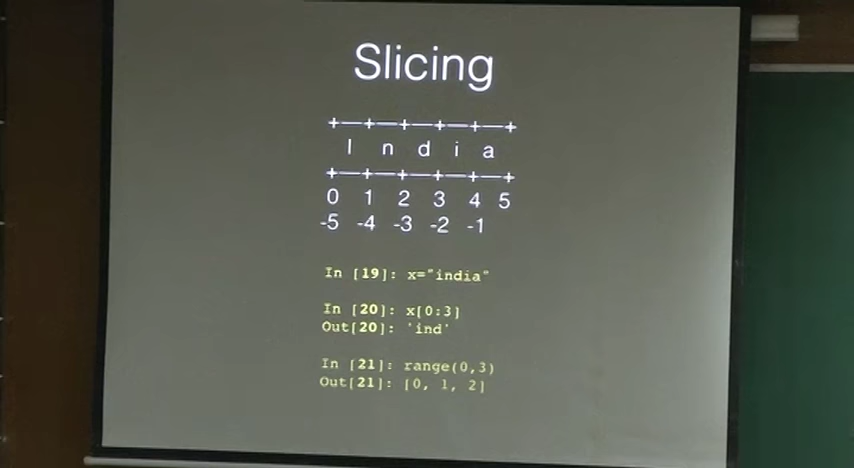 Slicing
+—+—+—+—+—+
I n d i a
+—+—+—+—+—+
0 1 2 3 4 5
-5 -4 -3 -2 -1
In [19]: x="india"
In [20]: x[0:3]
Out[20]: 'ind'
In [21]: range(0,3)
Out[21]: [0, 1, 2]